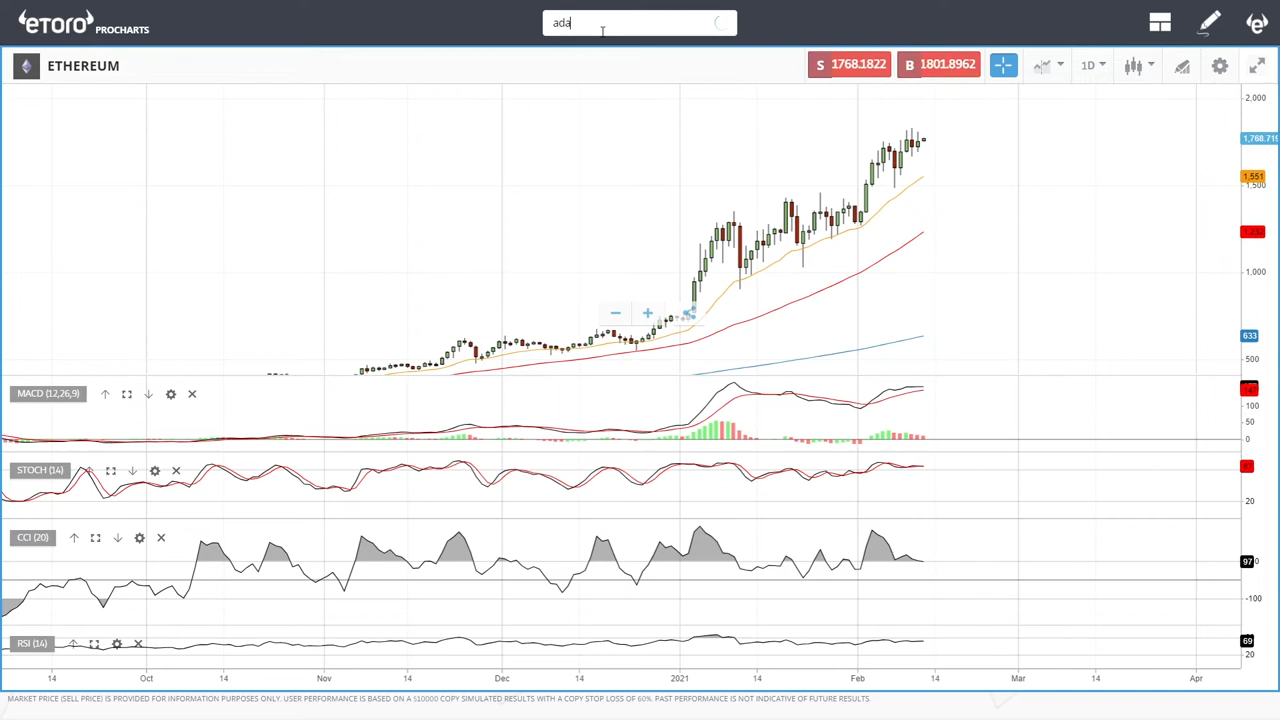 eTORO PROCHARTS
ada
ETHEREUM
S 1768.1822
B 1801.8962
1D
2,000
1,768.719
1,551
1,500
1,232
1,000
633
500
MACD (12,26,9)
100
50
0
STOCH (14)
87
20
CCI (20)
97
-100
RSI (14)
69
20
14 Oct 14 Nov 14 Dec 14 2021 14 Feb 14 Mar 14 Apr
MARKET PRICE (SELL PRICE) IS PROVIDED FOR INFORMATION PURPOSES ONLY. USER PERFORMANCE IS BASED ON A $10000 COPY SIMULATED RESULTS WITH A COPY STOP LOSS OF 60%. PAST PERFORMANCE IS NOT INDICATIVE OF FUTURE RESULTS.